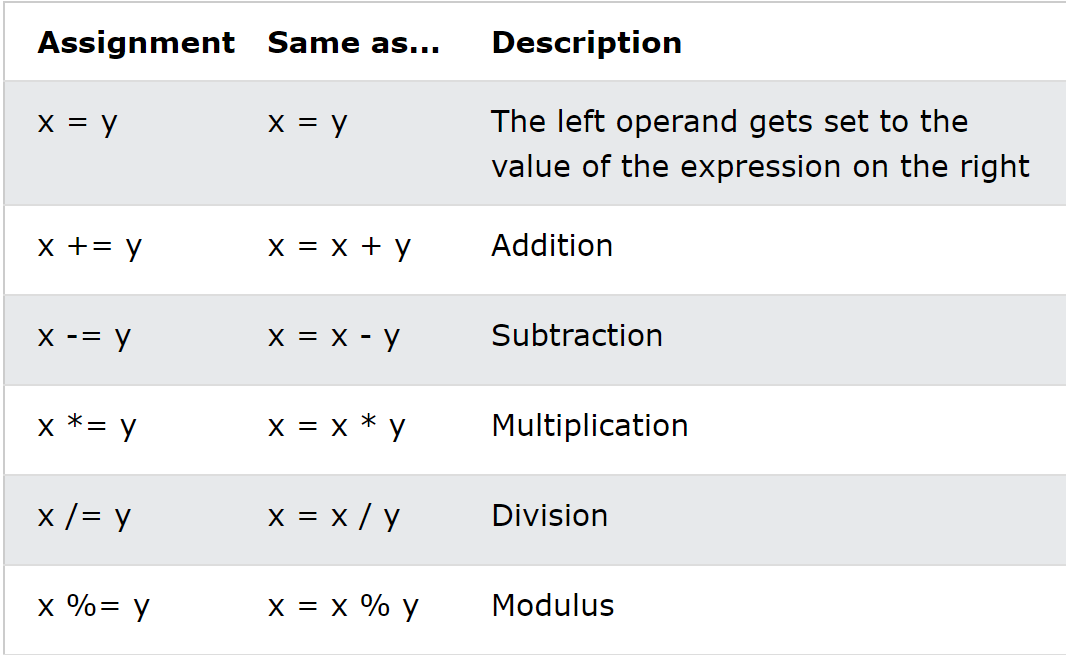 Assignment Same as... Description
x = y x = y The left operand gets set to the
value of the expression on the right
x += y x = x + y Addition
x -= y x = x - y Subtraction
x *= y x = x * y Multiplication
x /= y x = x / y Division
x %= y x = x % y Modulus